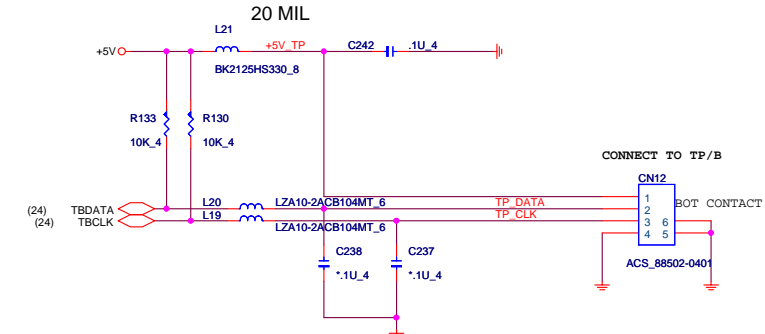 20 MIL
L21
+5V
+5V_TP
C242
.1U_4
BK2125HS330_8
R133
R130
10K_4
10K_4
CONNECT TO TP/B
CN12
(24)
TBDATA
L20
LZA10-2ACB104MT_6
TP_DATA
1
BOT CONTACT
(24)
TBCLK
L19
LZA10-2ACB104MT_6
TP_CLK
2
3
6
4
5
C238
C237
*.1U_4
*.1U_4
ACS_88502-0401